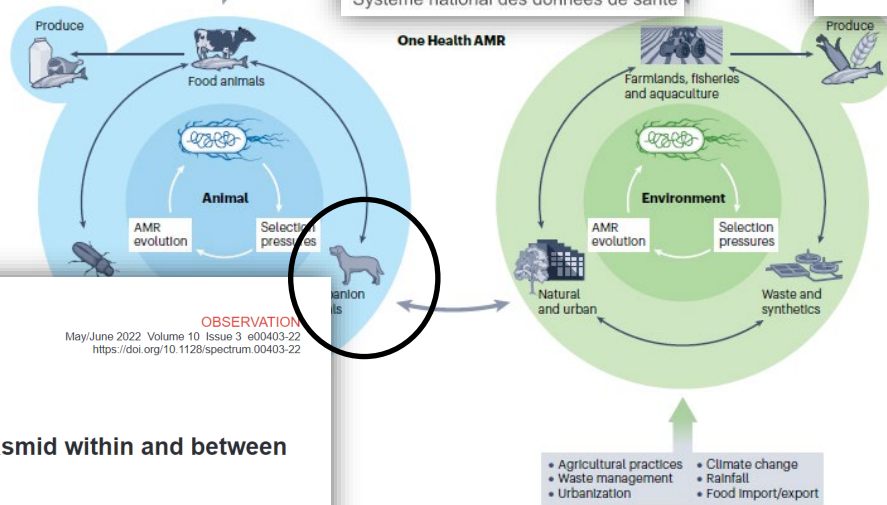 Système national des données de santé
Produce
One Health AMR
Produce
Food animals
Farmlands, fisheries
and aquaculture
Animal
Environment
AMR
evolution
Selection
pressures
AMR
evolution
Selection
pressures
Natural
and urban
Waste and
synthetics
OBSERVATION
May/June 2022 Volume 10 Issue 3 e00403-22
https://doi.org/10.1128/spectrum.00403-22
within and between
• Agricultural practices
• Waste management
• Urbanization
• Climate change
• Rainfall
• Food import/export